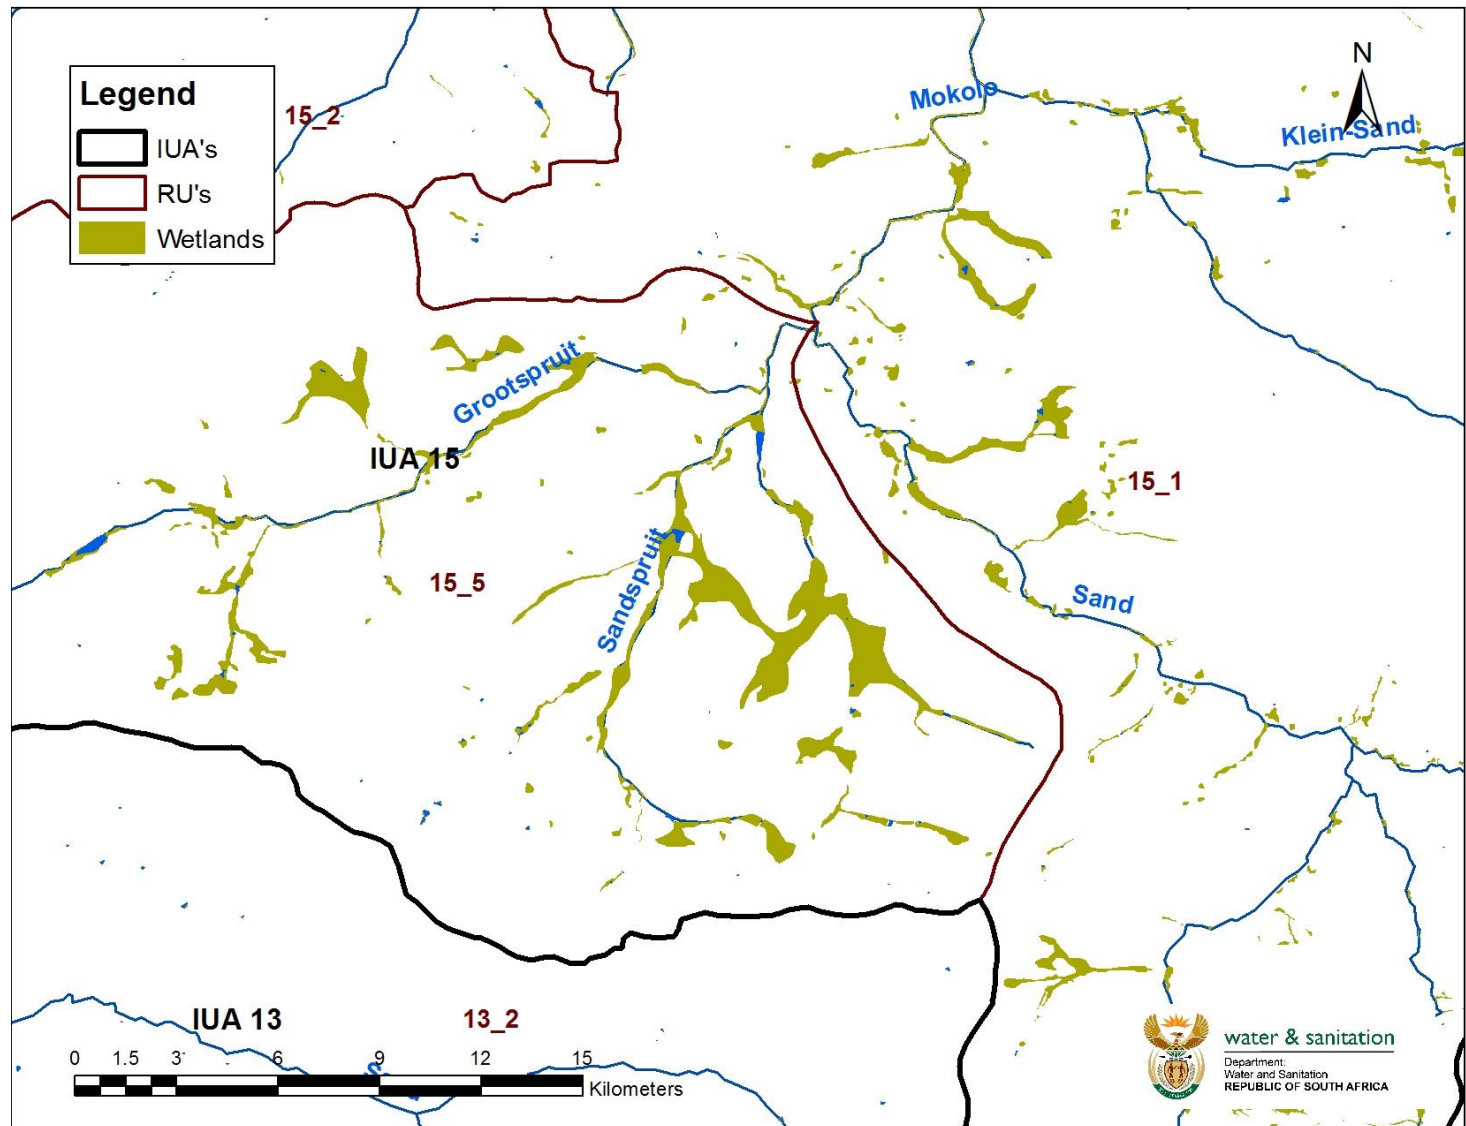 Legend
IUA's
RU's
Wetlands
15_2
Mokolo
N
Klein-Sand
Grootspruit
IUA 15
15_1
15_5
Sandspruit
Sand
IUA 13
13_2
0 1.5 3 6 9 12 15
Kilometers
water & sanitation
Department:
Water and Sanitation
REPUBLIC OF SOUTH AFRICA